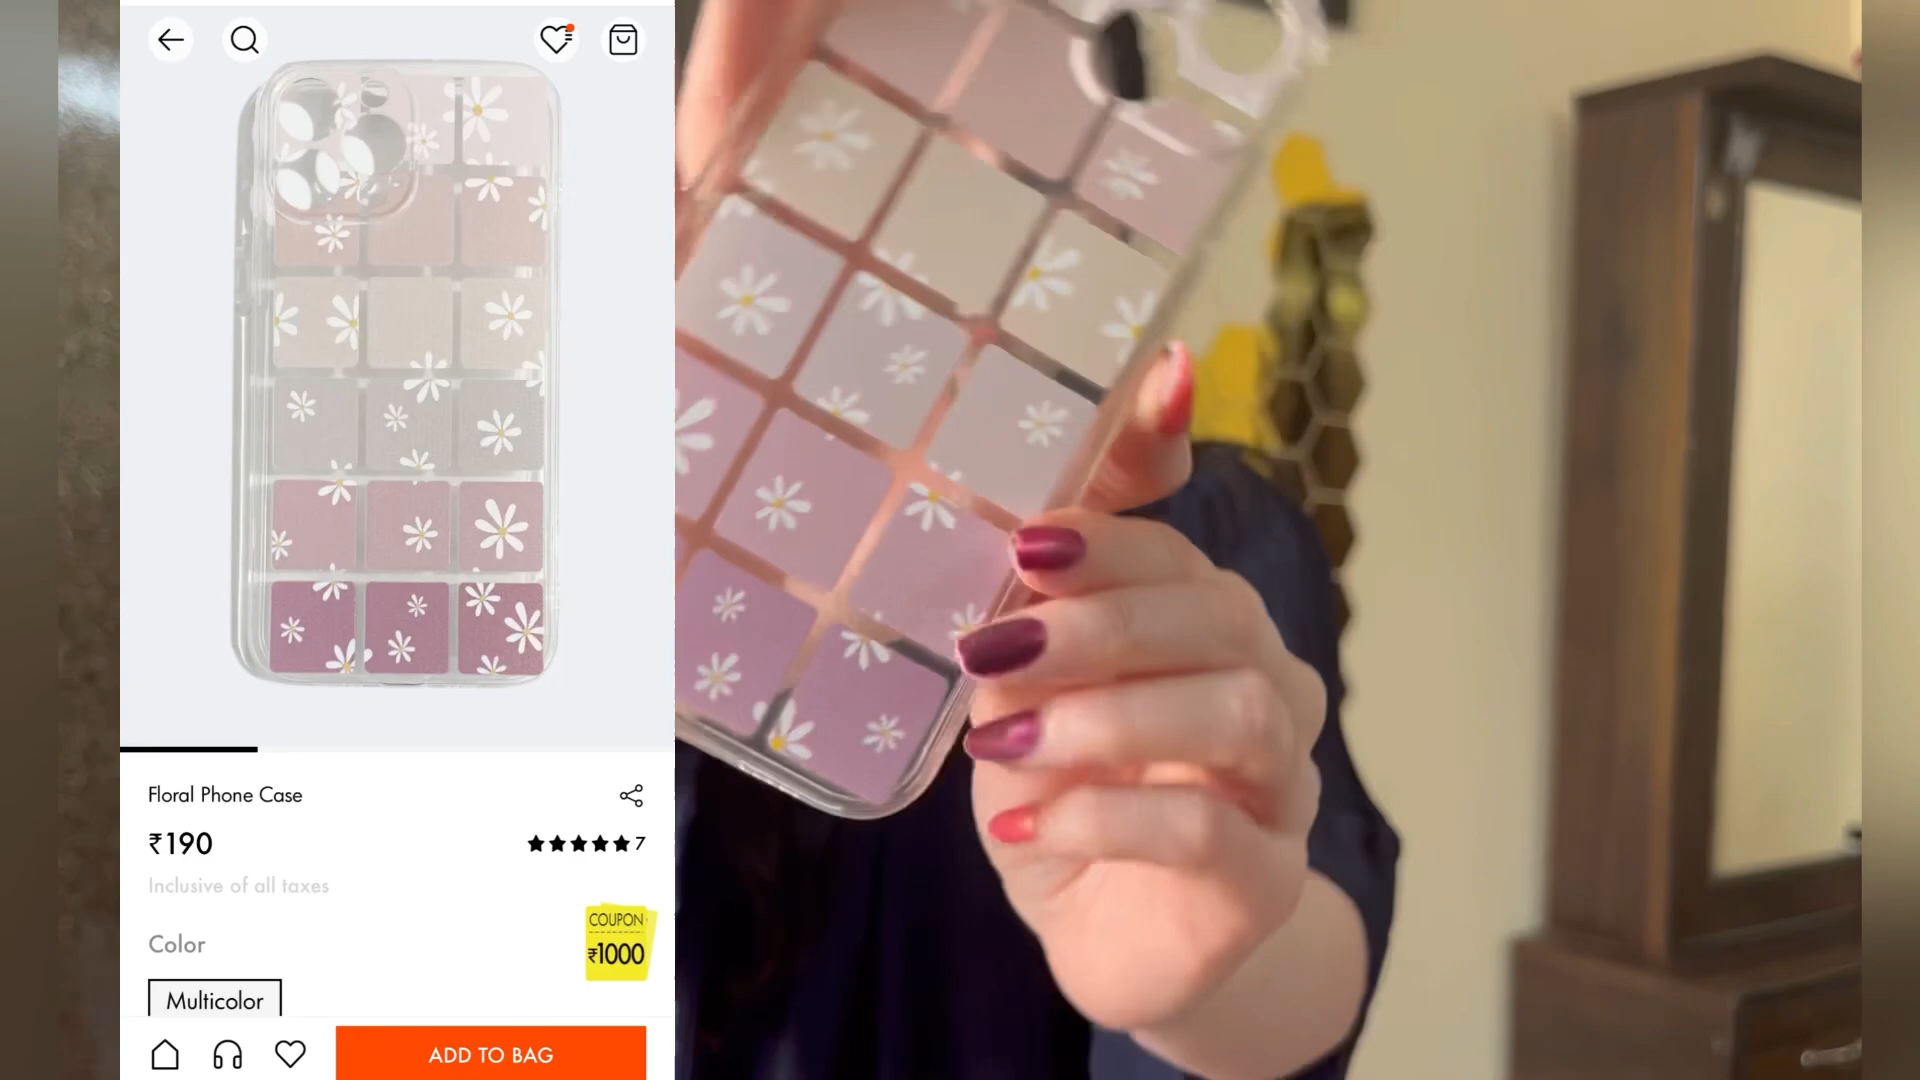 Floral Phone Case
₹190
7
Inclusive of all taxes
COUPON
₹1000
Color
Multicolor
ADD TO BAG